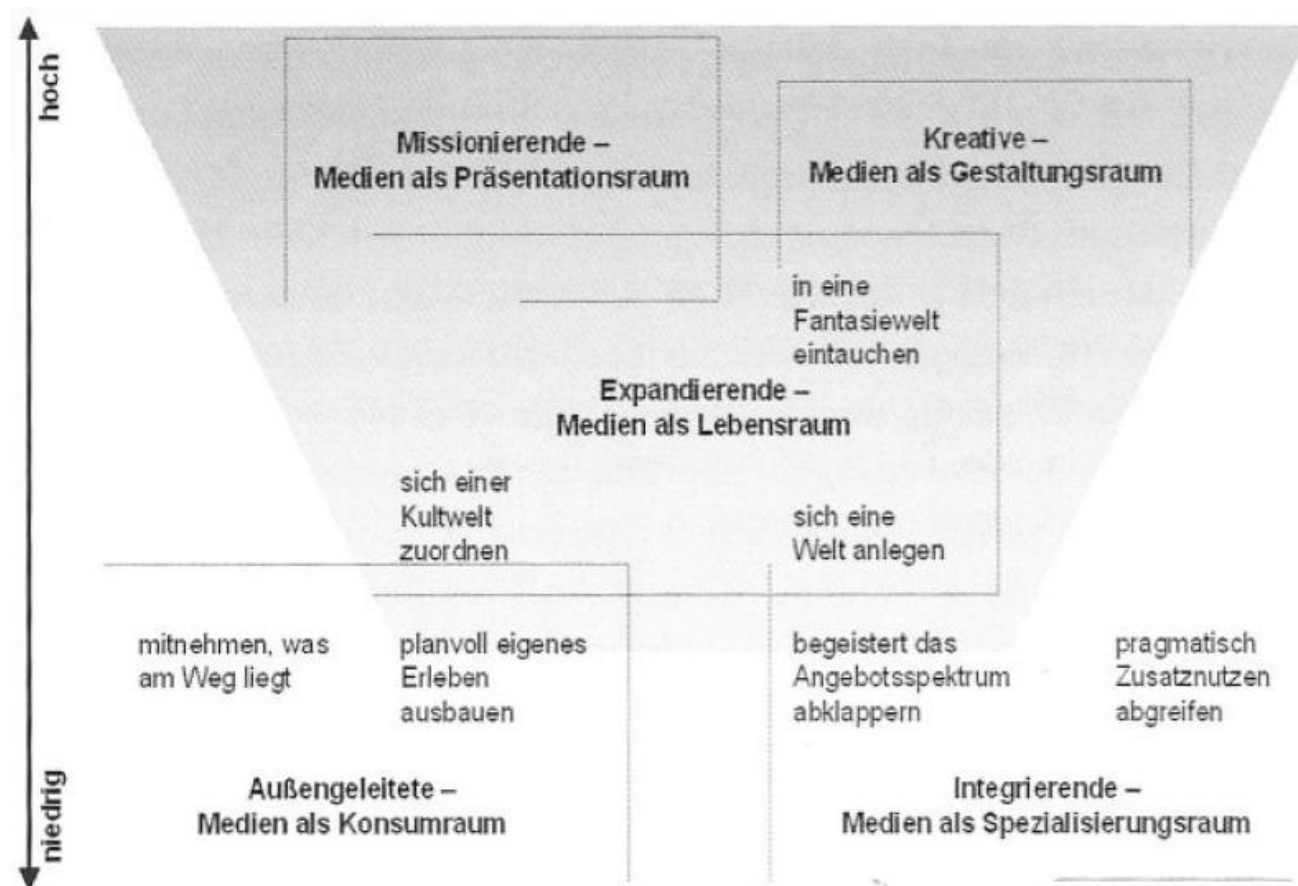 hoch
Missionierende –
Medien als Präsentationsraum
Kreative –
Medien als Gestaltungsraum
in eine
Fantasiewelt
eintauchen
Expandierende –
Medien als Lebensraum
sich einer
Kultwelt
zuordnen
sich eine
Welt anlegen
mitnehmen, was
am Weg liegt
planvoll eigenes
Erleben
ausbauen
begeistert das
Angebotsspektrum
abklappern
pragmatisch
Zusatznutzen
abgreifen
Außengeleitete –
Medien als Konsumraum
Integrierende –
Medien als Spezialisierungsraum
niedrig